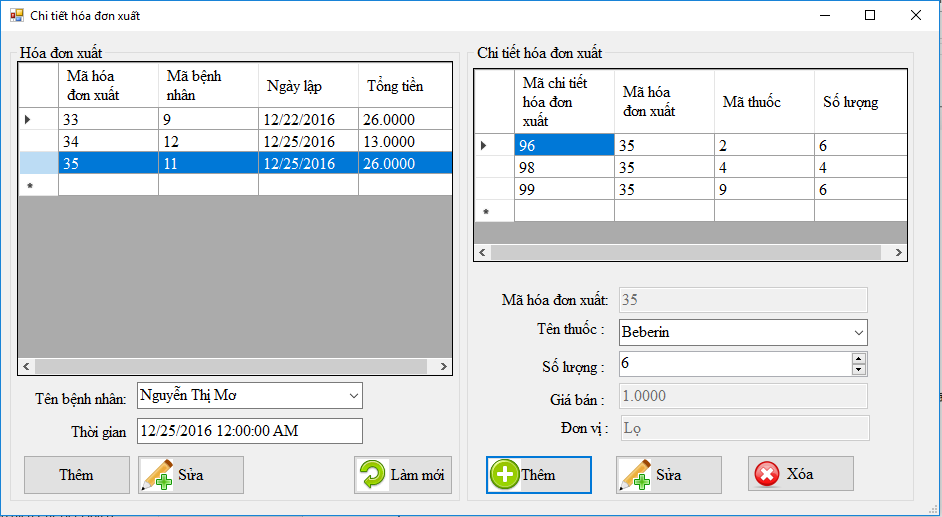 Chi tiết hóa đơn xuất
Hóa đơn xuất
Mã hóa đơn xuất Mã bệnh nhân Ngày lập Tổng tiền
33 9 12/22/2016 26.0000
34 12 12/25/2016 13.0000
35 11 12/25/2016 26.0000
Tên bệnh nhân: Nguyễn Thị Mơ
Thời gian 12/25/2016 12:00:00 AM
Thêm Sửa Làm mới
Chi tiết hóa đơn xuất
Mã chi tiết hóa đơn xuất Mã hóa đơn xuất Mã thuốc Số lượng
96 35 2 6
98 35 4 4
99 35 9 6
Mã hóa đơn xuất: 35
Tên thuốc : Beberin
Số lượng : 6
Giá bán : 1.0000
Đơn vị : Lọ
Thêm Sửa Xóa